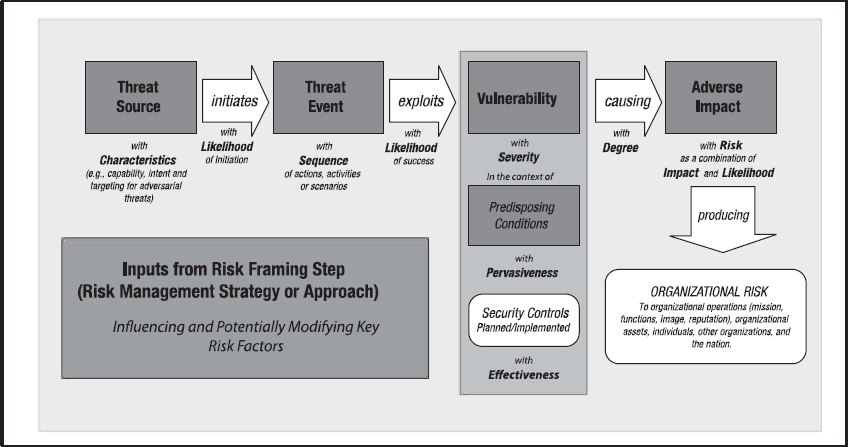 Threat
Source
initiates
Threat
Event
exploits
Vulnerability
causing
Adverse
Impact
with
Characteristics
(e.g., capability, intent and
targeting for adversarial
threats)
with
Likelihood
of Initiation
with
Sequence
of actions, activities
or scenarios
with
Likelihood
of success
with
Severity
In the context of
Predisposing
Conditions
with
Pervasiveness
Security Controls
Planned/Implemented
with
Effectiveness
with
Degree
with Risk
as a combination of
Impact and Likelihood
producing
ORGANIZATIONAL RISK
To organizational operations (mission,
functions, image, reputation), organizational
assets, individuals, other organizations, and
the nation.
Inputs from Risk Framing Step
(Risk Management Strategy or Approach)
Influencing and Potentially Modifying Key
Risk Factors